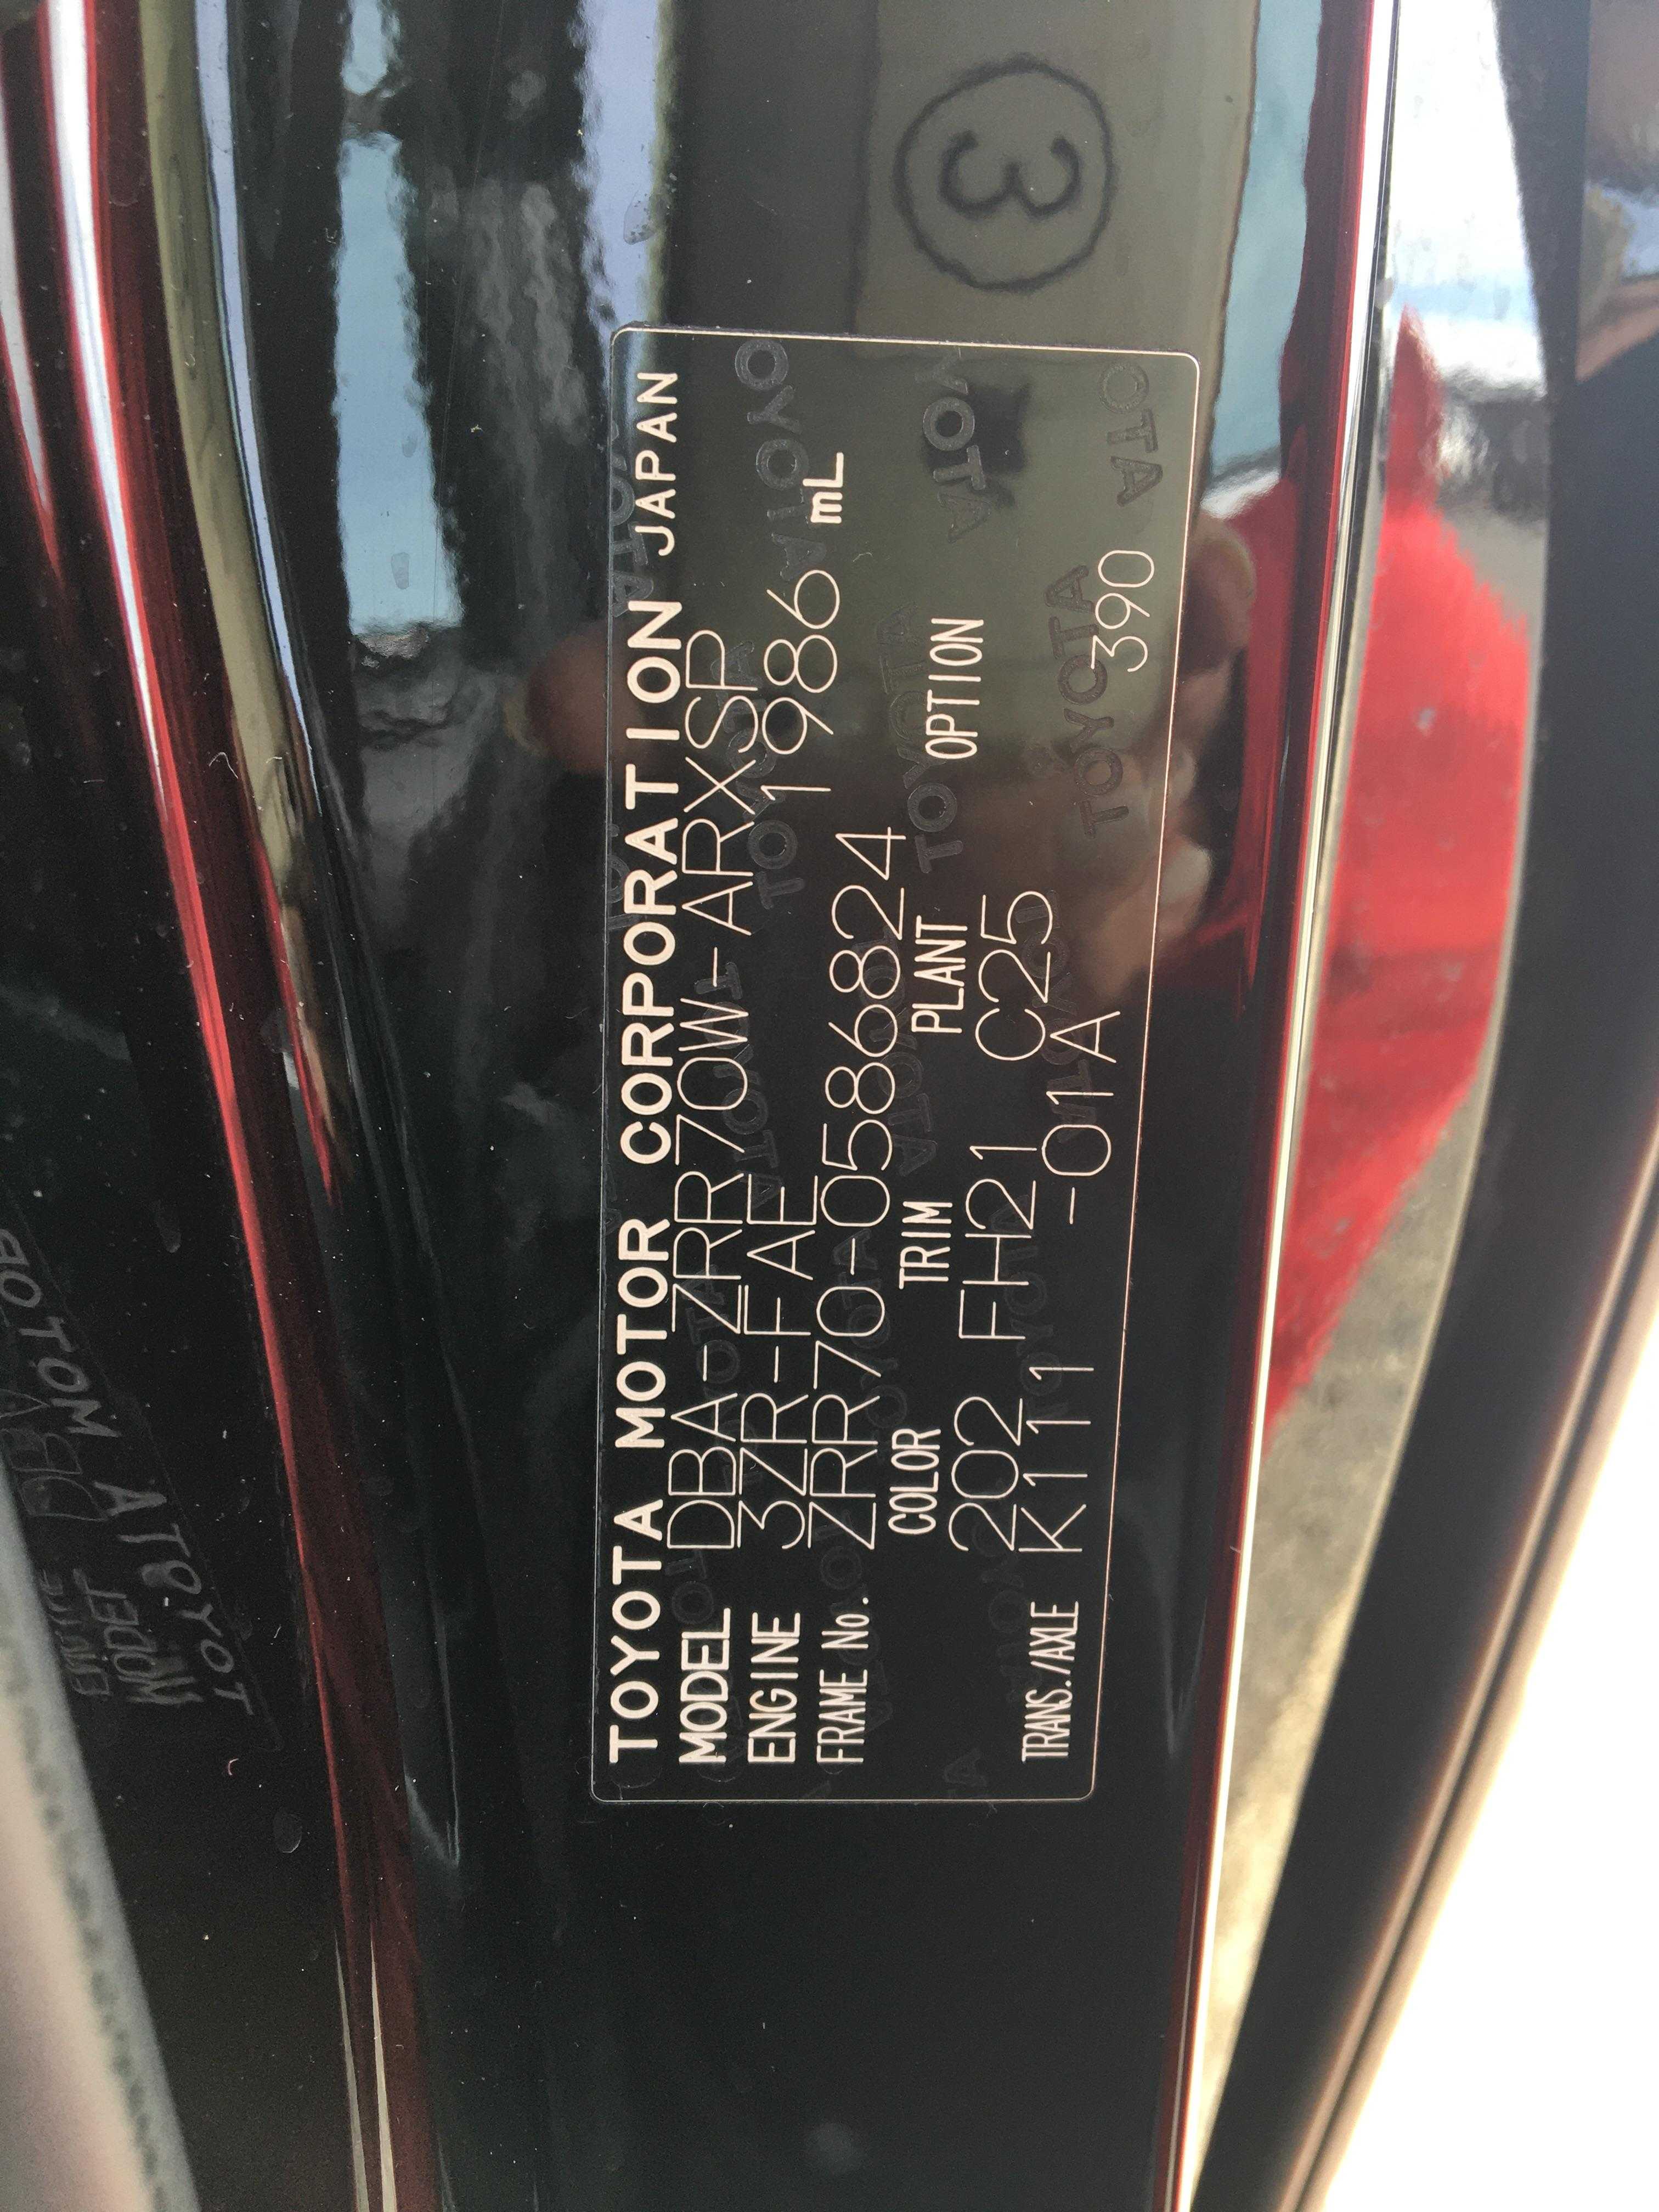 TOYOTA MOTOR CORPORATION JAPAN
MODEL DBA-ZRR70W-ARXSP
ENGINE 3ZR-FAE 1986 mL
FRAME No. ZRR70-0586824
COLOR TRIM PLANT OPTION
202 FH21 C25
TRANS./AXLE K111 -01A 390
3